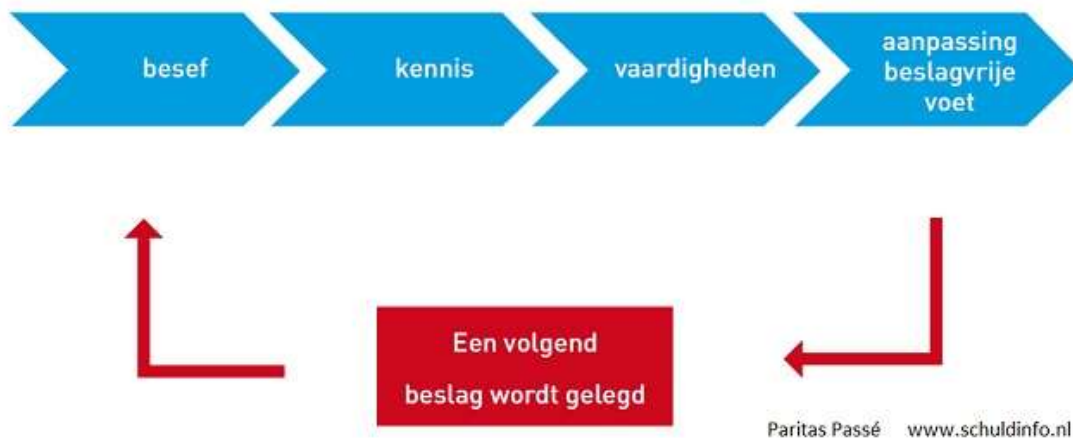 besef
kennis
vaardigheden
aanpassing
beslagvrije
voet
Een volgend
beslag wordt gelegd
Paritas Passé www.schuldinfo.nl